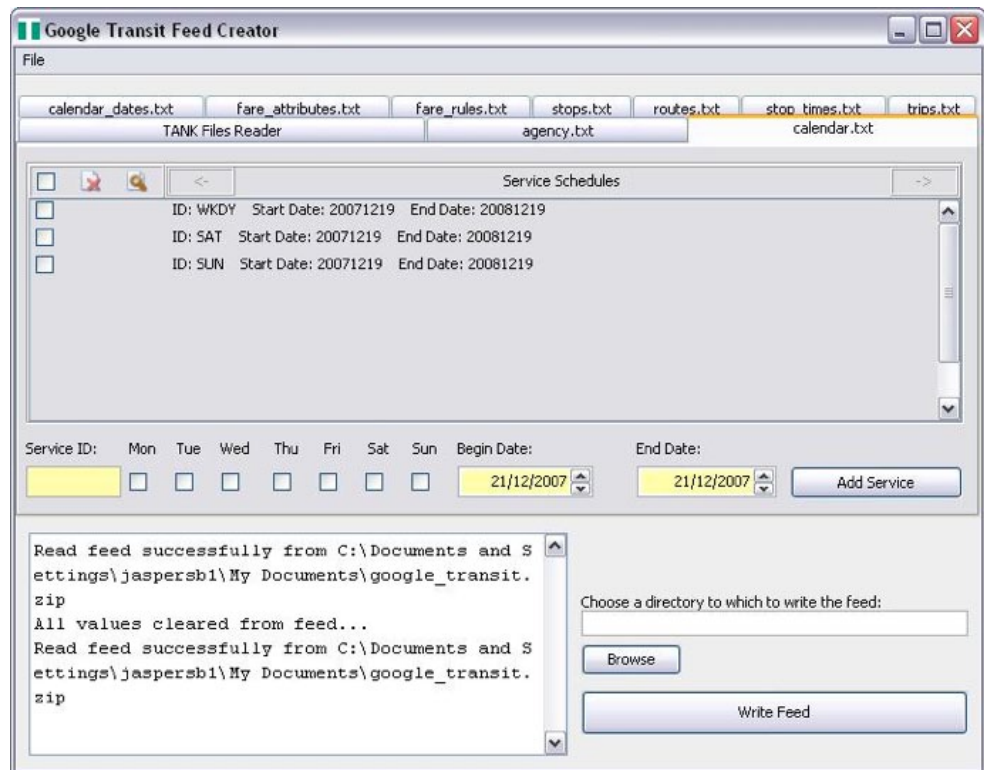 Google Transit Feed Creator
File
calendar_dates.txt fare_attributes.txt fare_rules.txt stops.txt routes.txt stop_times.txt trips.txt
TANK Files Reader agency.txt calendar.txt
<- Service Schedules ->
ID: WKDY Start Date: 20071219 End Date: 20081219
ID: SAT Start Date: 20071219 End Date: 20081219
ID: SUN Start Date: 20071219 End Date: 20081219
Service ID: Mon Tue Wed Thu Fri Sat Sun Begin Date: End Date:
21/12/2007 21/12/2007 Add Service
Read feed successfully from C:\Documents and S
ettings\jaspersb1\My Documents\google_transit.
zip
All values cleared from feed...
Read feed successfully from C:\Documents and S
ettings\jaspersb1\My Documents\google_transit.
zip
Choose a directory to which to write the feed:
Browse
Write Feed